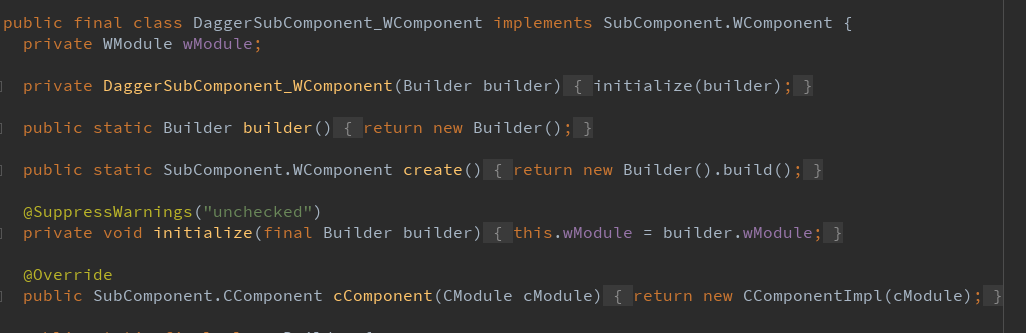 public final class DaggerSubComponent_WComponent implements SubComponent.WComponent {
private WModule wModule;
private DaggerSubComponent_WComponent(Builder builder) { initialize(builder); }
public static Builder builder() { return new Builder(); }
public static SubComponent.WComponent create() { return new Builder().build(); }
@SuppressWarnings("unchecked")
private void initialize(final Builder builder) { this.wModule = builder.wModule; }
@Override
public SubComponent.CComponent cComponent(CModule cModule) { return new CComponentImpl(cModule); }